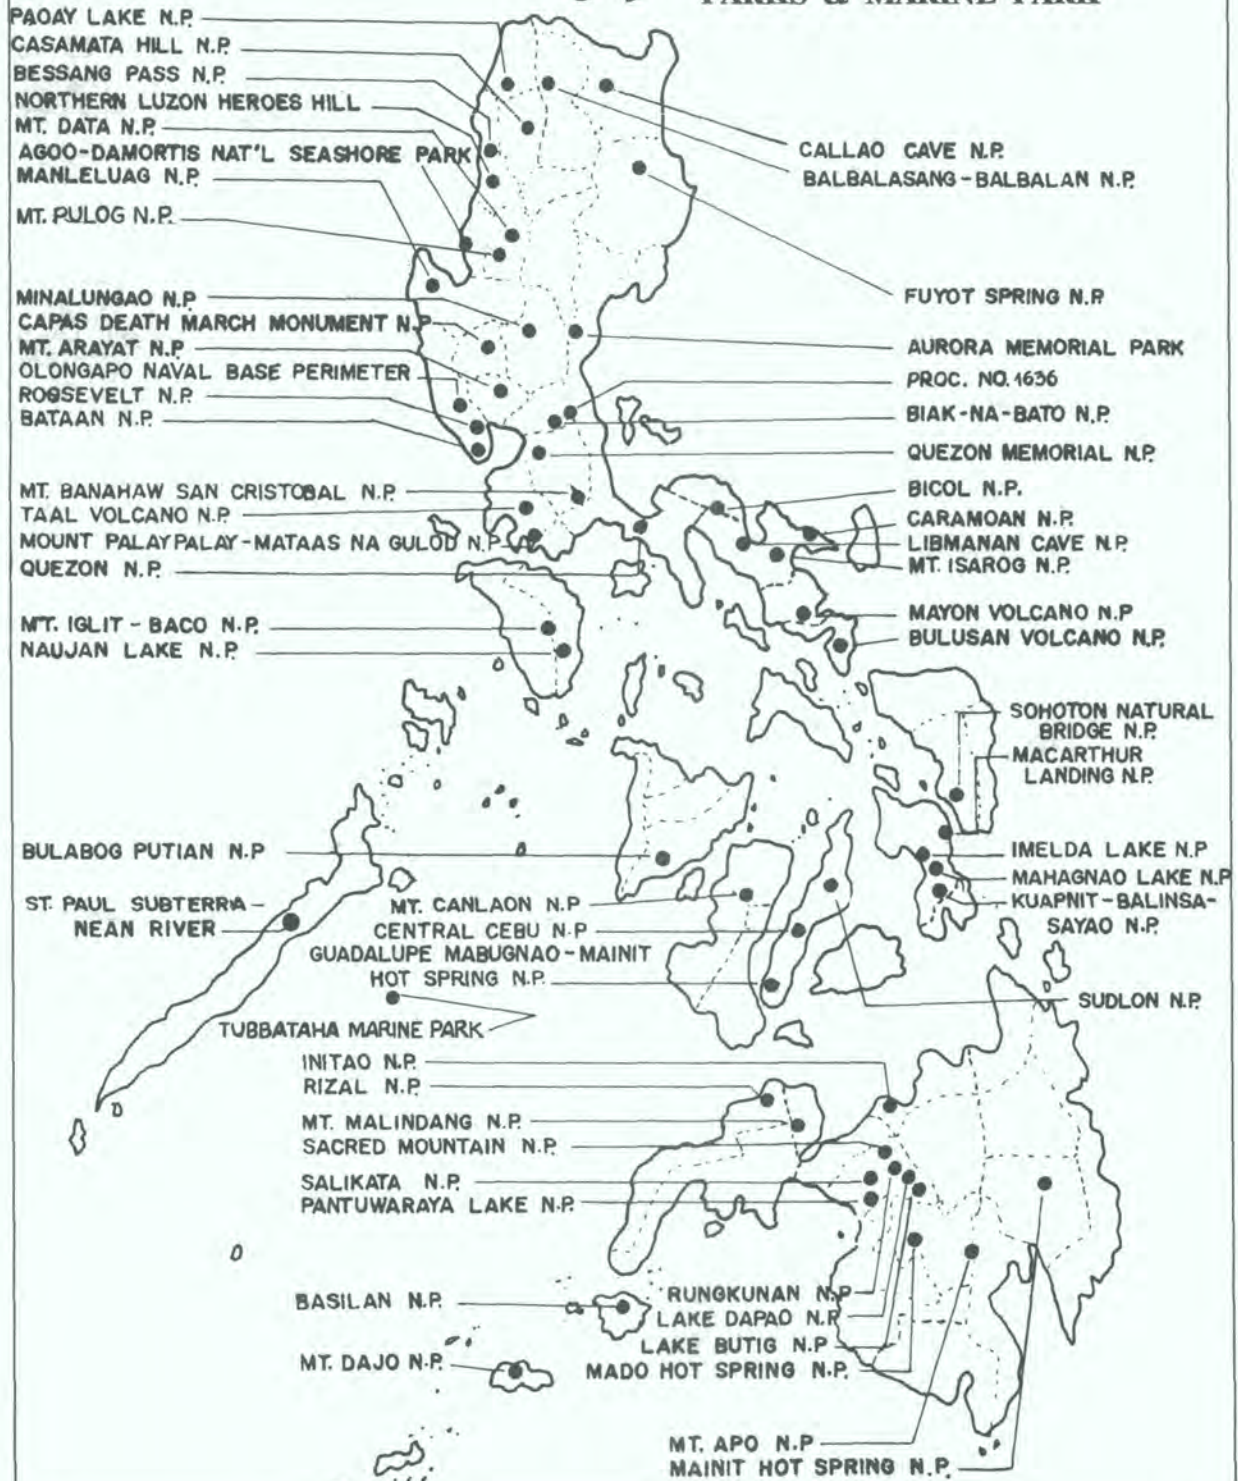 PARKS & MARINE PARK
PAOAY LAKE N.P.
CASAMATA HILL N.P.
BESSANG PASS N.P.
NORTHERN LUZON HEROES HILL
MT. DATA N.P.
AGOO-DAMORTIS NAT'L SEASHORE PARK
MANLELUAG N.P.
MT. PULOG N.P.
MINALUNGAO N.P
CAPAS DEATH MARCH MONUMENT N.P
MT. ARAYAT N.P
OLONGAPO NAVAL BASE PERIMETER
ROOSEVELT N.P.
BATAAN N.P.
MT. BANAHAW SAN CRISTOBAL N.P.
TAAL VOLCANO N.P
MOUNT PALAYPALAY-MATAAS NA GULOD N.P
QUEZON N.P.
MT. IGLIT - BACO N.P.
NAUJAN LAKE N.P.
CALLAO CAVE N.P.
BALBALASANG-BALBALAN N.P.
FUYOT SPRING N.P.
AURORA MEMORIAL PARK
PROC. NO. 1636
BIAK-NA-BATO N.P.
QUEZON MEMORIAL N.P.
BICOL N.P.
CARAMOAN N.P.
LIBMANAN CAVE N.P.
MT. ISAROG N.P.
MAYON VOLCANO N.P
BULUSAN VOLCANO N.P.
SOHOTON NATURAL
BRIDGE N.P.
MACARTHUR
LANDING N.P.
IMELDA LAKE N.P
MAHAGNAO LAKE N.P
KUAPNIT-BALINSA-
SAYAO N.P.
SUDLON N.P.
BULABOG PUTIAN N.P
ST. PAUL SUBTERRA-
NEAN RIVER
MT. CANLAON N.P
CENTRAL CEBU N.P
GUADALUPE MABUGNAO-MAINIT
HOT SPRING N.P.
TUBBATAHA MARINE PARK
INITAO N.P.
RIZAL N.P.
MT. MALINDANG N.P.
SACRED MOUNTAIN N.P.
SALIKATA N.P.
PANTUWARAYA LAKE N.P.
RUNGKUNAN N.P
LAKE DAPAO N.P
LAKE BUTIG N.P
MADO HOT SPRING N.P.
BASILAN N.P.
MT. DAJO N.P.
MT. APO N.P
MAINIT HOT SPRING N.P.